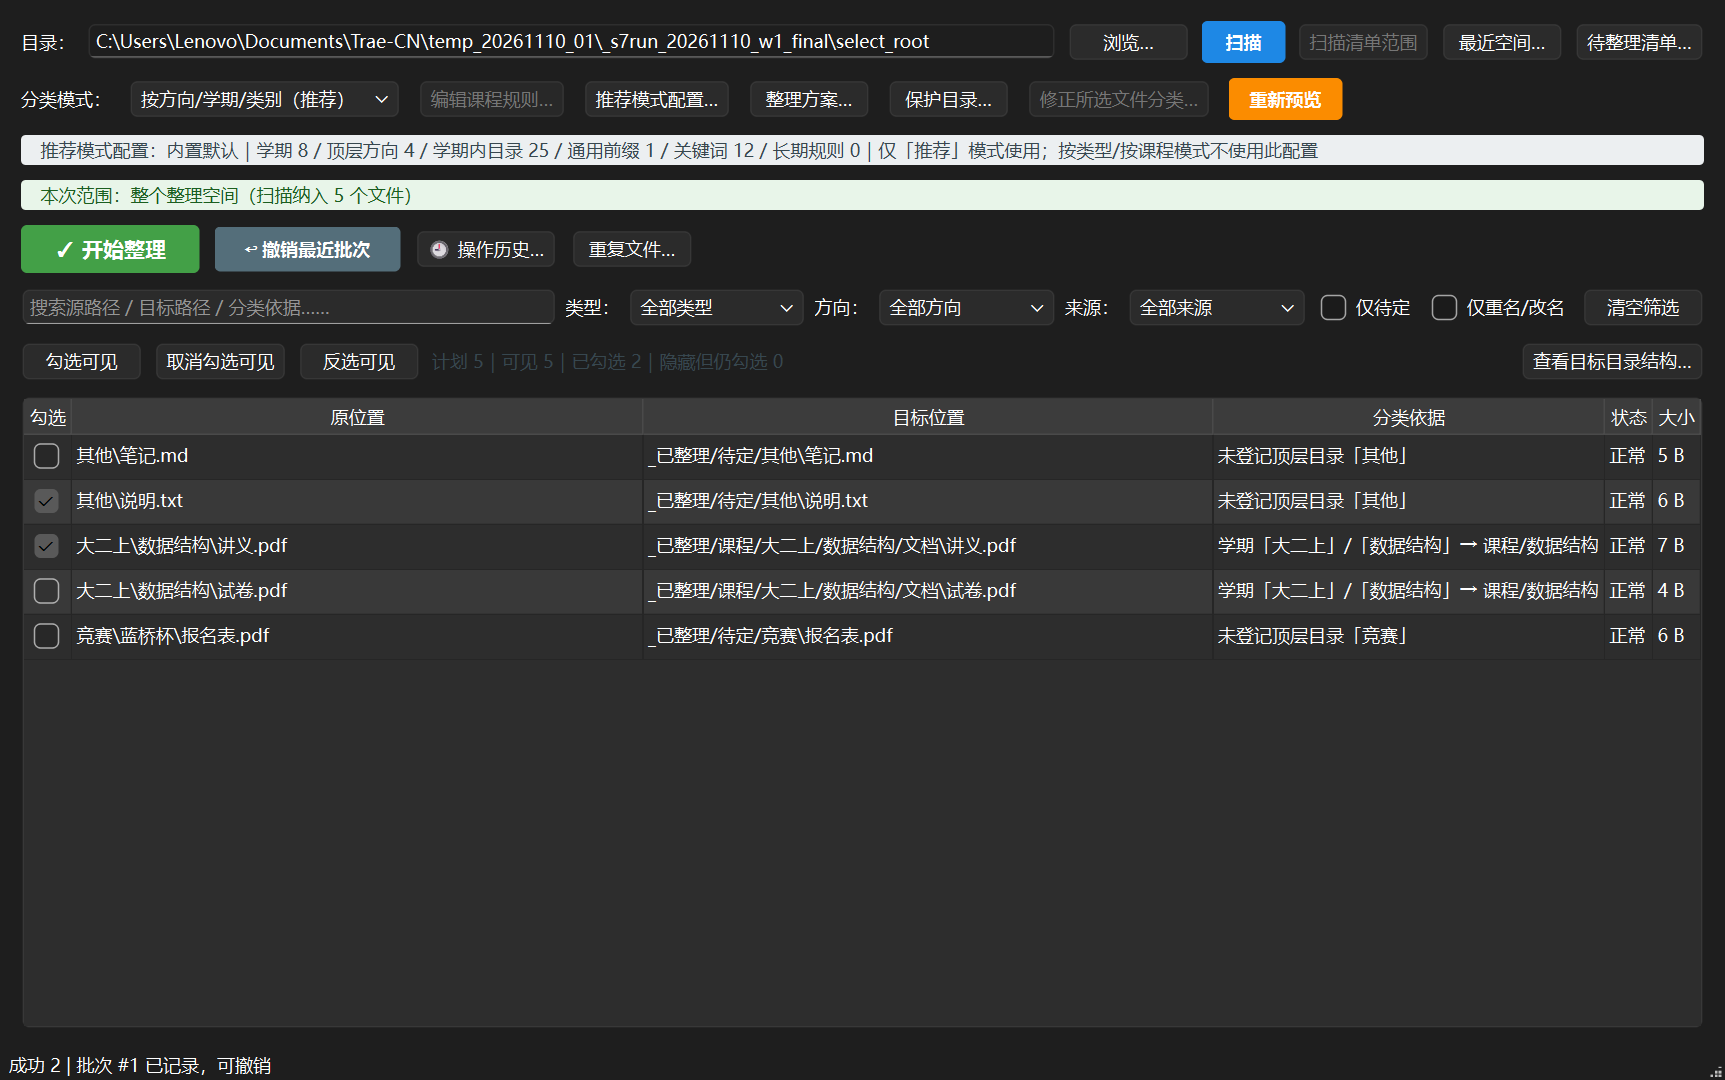 目录： C:\Users\Lenovo\Documents\Trae-CN\temp_20261110_01\_s7run_20261110_w1_final\select_root 浏览... 扫描 扫描清单范围 最近空间... 待整理清单...
分类模式： 按方向/学期/类别（推荐） 编辑课程规则... 推荐模式配置... 整理方案... 保护目录... 修正所选文件分类... 重新预览
推荐模式配置：内置默认 | 学期 8 / 顶层方向 4 / 学期内目录 25 / 通用前缀 1 / 关键词 12 / 长期规则 0 | 仅「推荐」模式使用；按类型/按课程模式不使用此配置
本次范围：整个整理空间（扫描纳入 5 个文件）
✓ 开始整理 ↩ 撤销最近批次 操作历史... 重复文件...
搜索源路径 / 目标路径 / 分类依据…… 类型： 全部类型 方向： 全部方向 来源： 全部来源 仅待定 仅重名/改名 清空筛选
勾选可见 取消勾选可见 反选可见 计划 5 | 可见 5 | 已勾选 2 | 隐藏但仍勾选 0 查看目标目录结构...
勾选 原位置 目标位置 分类依据 状态 大小
其他\笔记.md _已整理/待定/其他\笔记.md 未登记顶层目录「其他」 正常 5 B
其他\说明.txt _已整理/待定/其他\说明.txt 未登记顶层目录「其他」 正常 6 B
大二上\数据结构\讲义.pdf _已整理/课程/大二上/数据结构/文档\讲义.pdf 学期「大二上」/「数据结构」→ 课程/数据结构 正常 7 B
大二上\数据结构\试卷.pdf _已整理/课程/大二上/数据结构/文档\试卷.pdf 学期「大二上」/「数据结构」→ 课程/数据结构 正常 4 B
竞赛\蓝桥杯\报名表.pdf _已整理/待定/竞赛\报名表.pdf 未登记顶层目录「竞赛」 正常 6 B
成功 2 | 批次 #1 已记录，可撤销